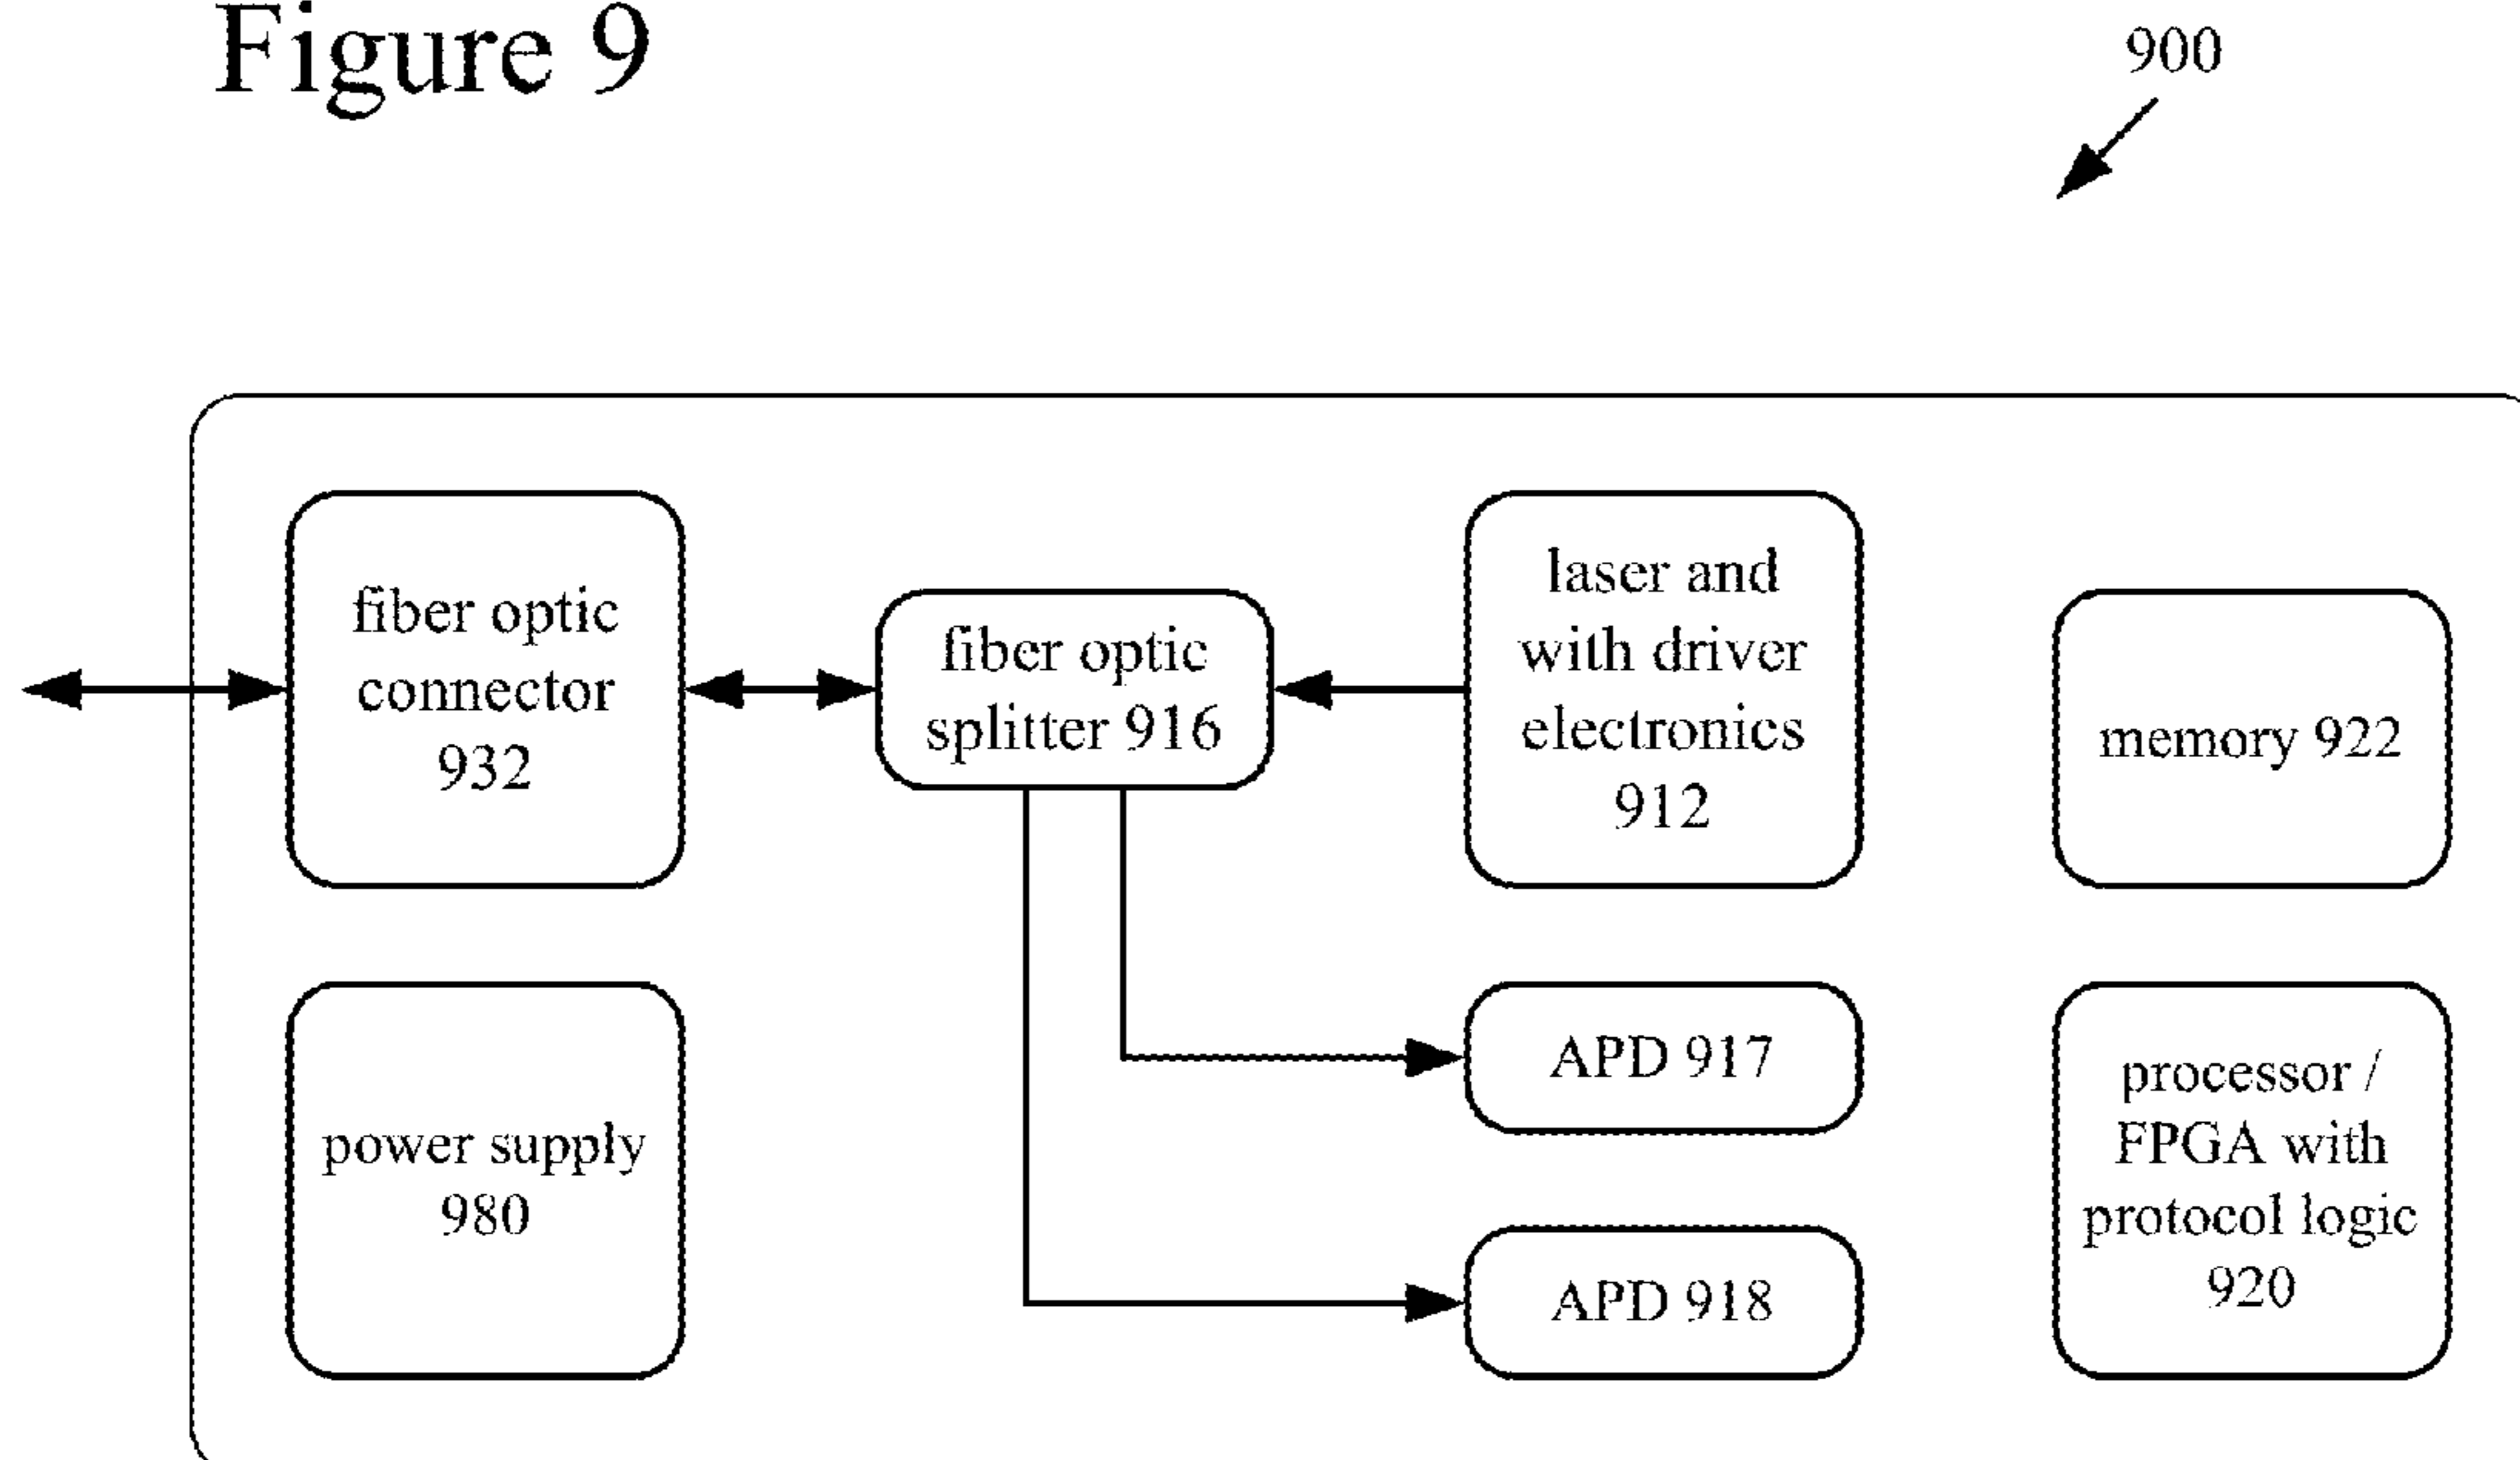 Figure 9
900
fiber optic
connector
932
fiber optic
splitter 916
laser and
with driver
electronics
912
memory 922
power supply
980
APD 917
APD 918
processor /
FPGA with
protocol logic
920